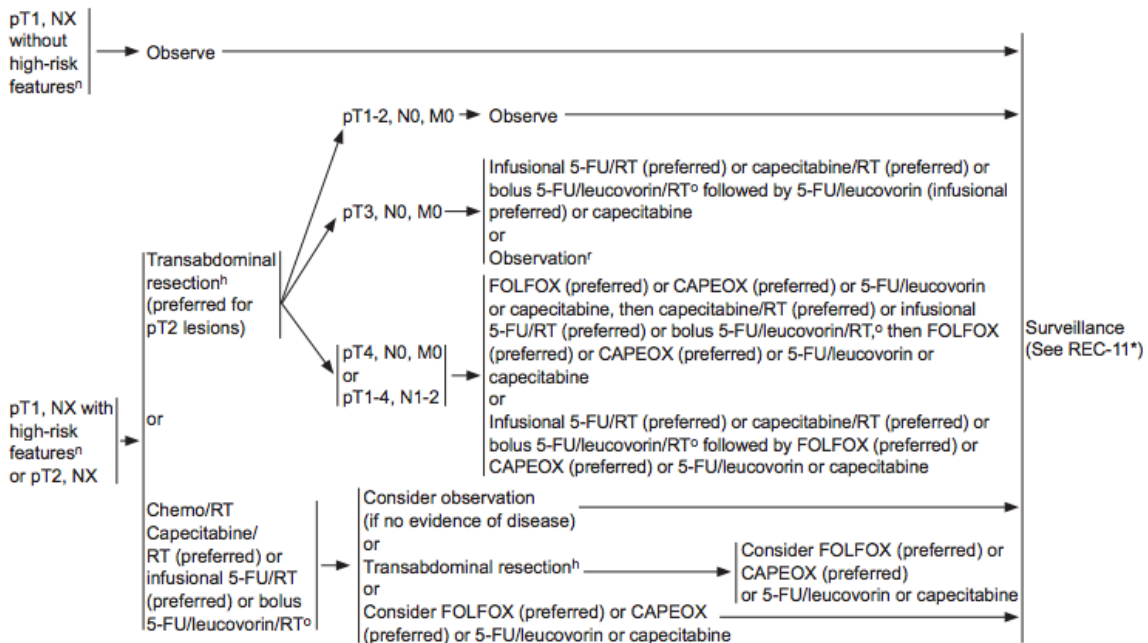 pT1, NX
without
high-risk
featuresⁿ
Observe
pT1-2, N0, M0
Observe
pT3, N0, M0
Infusional 5-FU/RT (preferred) or capecitabine/RT (preferred) or
bolus 5-FU/leucovorin/RTᵒ followed by 5-FU/leucovorin (infusional
preferred) or capecitabine
or
Observationʳ
Transabdominal
resectionʰ
(preferred for
pT2 lesions)
pT4, N0, M0
or
pT1-4, N1-2
FOLFOX (preferred) or CAPEOX (preferred) or 5-FU/leucovorin
or capecitabine, then capecitabine/RT (preferred) or infusional
5-FU/RT (preferred) or bolus 5-FU/leucovorin/RT,ᵒ then FOLFOX
(preferred) or CAPEOX (preferred) or 5-FU/leucovorin or
capecitabine
or
Infusional 5-FU/RT (preferred) or capecitabine/RT (preferred) or
bolus 5-FU/leucovorin/RTᵒ followed by FOLFOX (preferred) or
CAPEOX (preferred) or 5-FU/leucovorin or capecitabine
Surveillance
(See REC-11*)
pT1, NX with
high-risk
featuresⁿ
or pT2, NX
or
Chemo/RT
Capecitabine/
RT (preferred) or
infusional 5-FU/RT
(preferred) or bolus
5-FU/leucovorin/RTᵒ
Consider observation
(if no evidence of disease)
or
Transabdominal resectionʰ
or
Consider FOLFOX (preferred) or CAPEOX
(preferred) or 5-FU/leucovorin or capecitabine
Consider FOLFOX (preferred) or
CAPEOX (preferred)
or 5-FU/leucovorin or capecitabine